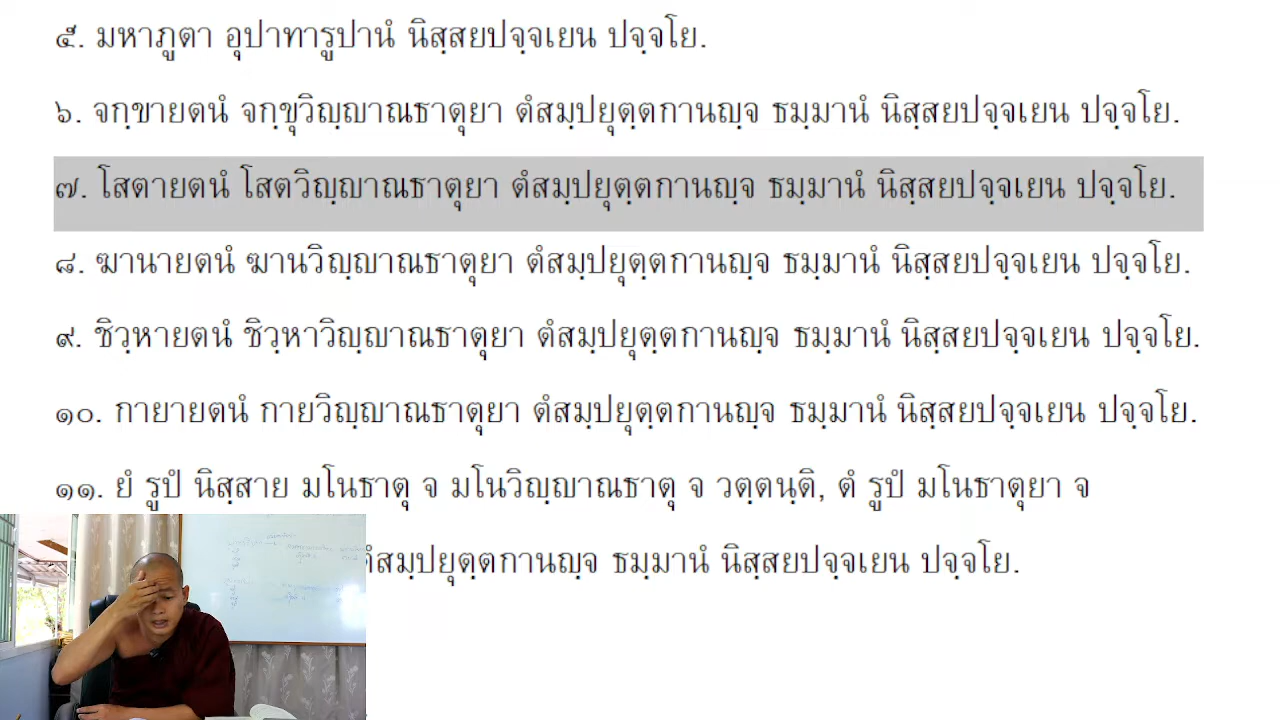 ๕. มหาภูตา อุปาทารูปานํ นิสฺสยปจฺจเยน ปจฺจโย.
๖. จกฺขายตนํ จกฺขุวิญฺญาณธาตุยา ตํสมฺปยุตฺตกานญฺจ ธมฺมานํ นิสฺสยปจฺจเยน ปจฺจโย.
๗. โสตายตนํ โสตวิญฺญาณธาตุยา ตํสมฺปยุตฺตกานญฺจ ธมฺมานํ นิสฺสยปจฺจเยน ปจฺจโย.
๘. ฆานายตนํ ฆานวิญฺญาณธาตุยา ตํสมฺปยุตฺตกานญฺจ ธมฺมานํ นิสฺสยปจฺจเยน ปจฺจโย.
๙. ชิวฺหายตนํ ชิวฺหาวิญฺญาณธาตุยา ตํสมฺปยุตฺตกานญฺจ ธมฺมานํ นิสฺสยปจฺจเยน ปจฺจโย.
๑๐. กายายตนํ กายวิญฺญาณธาตุยา ตํสมฺปยุตฺตกานญฺจ ธมฺมานํ นิสฺสยปจฺจเยน ปจฺจโย.
๑๑. ยํ รูปํ นิสฺสาย มโนธาตุ จ มโนวิญฺญาณธาตุ จ วตฺตนฺติ, ตํ รูปํ มโนธาตุยา จ
ตํสมฺปยุตฺตกานญฺจ ธมฺมานํ นิสฺสยปจฺจเยน ปจฺจโย.